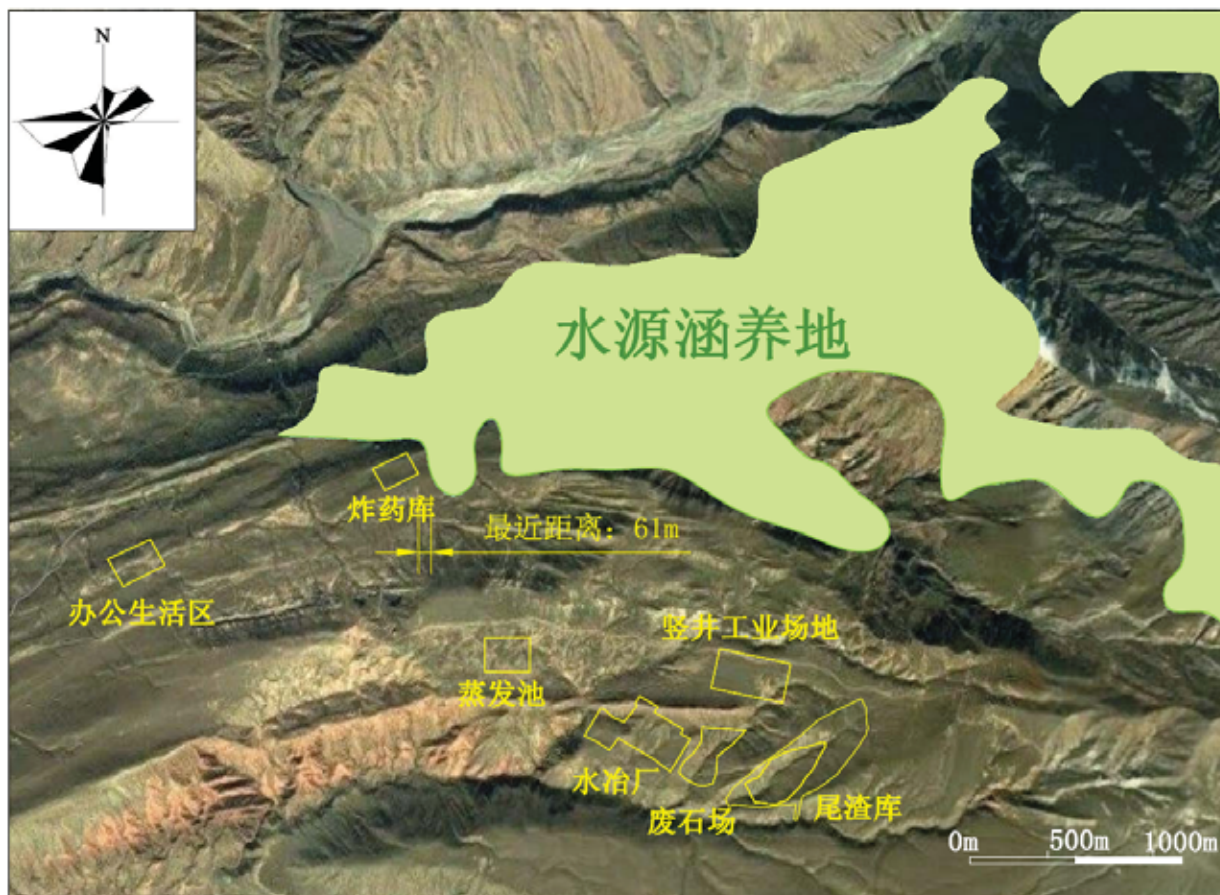 N
水源涵养地
炸药库
最近距离：61m
办公生活区
竖井工业场地
蒸发池
水冶厂
废石场
尾渣库
0m 500m 1000m